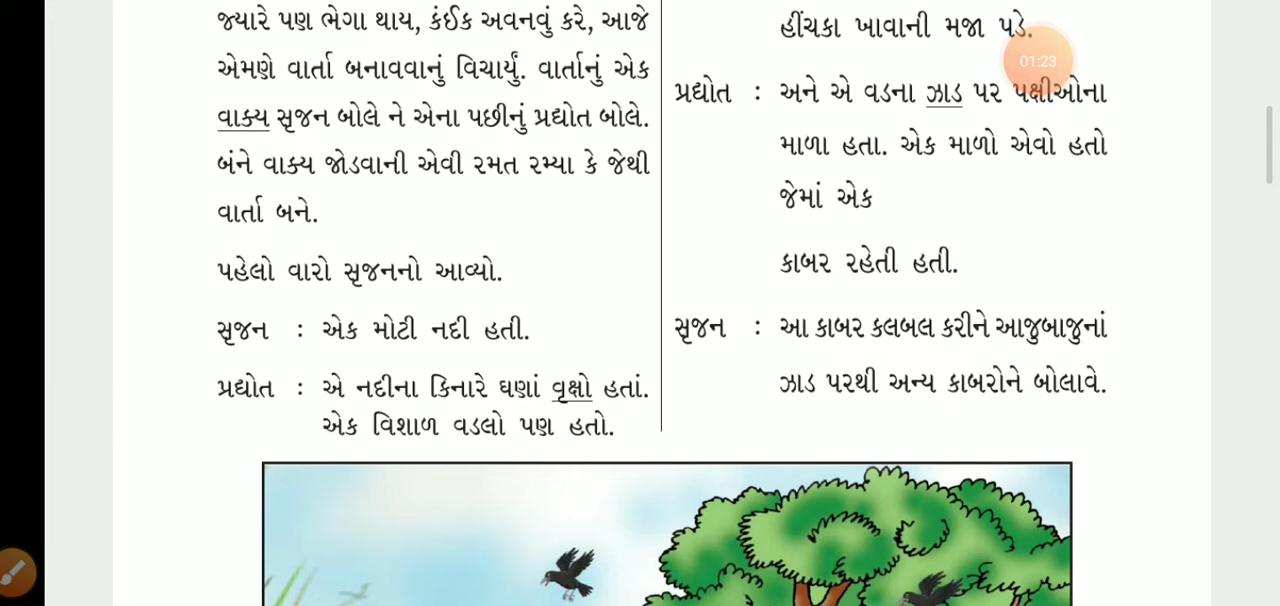 જ્યારે પણ ભેગા થાય, કંઈક અવનવું કરે, આજે
એમણે વાર્તા બનાવવાનું વિચાર્યું. વાર્તાનું એક
વાક્ય સૃજન બોલે ને એના પછીનું પ્રદ્યોત બોલે.
બંને વાક્ય જોડવાની એવી રમત રમ્યા કે જેથી
વાર્તા બને.
પહેલો વારો સૃજનનો આવ્યો.
સૃજન : એક મોટી નદી હતી.
પ્રદ્યોત : એ નદીના કિનારે ઘણાં વૃક્ષો હતાં.
એક વિશાળ વડલો પણ હતો.
હીંચકા ખાવાની મજા પડે.
01:23
પ્રદ્યોત : અને એ વડના ઝાડ પર પક્ષીઓના
માળા હતા. એક માળો એવો હતો
જેમાં એક
કાબર રહેતી હતી.
સૃજન : આ કાબર કલબલ કરીને આજુબાજુનાં
ઝાડ પરથી અન્ય કાબરોને બોલાવે.